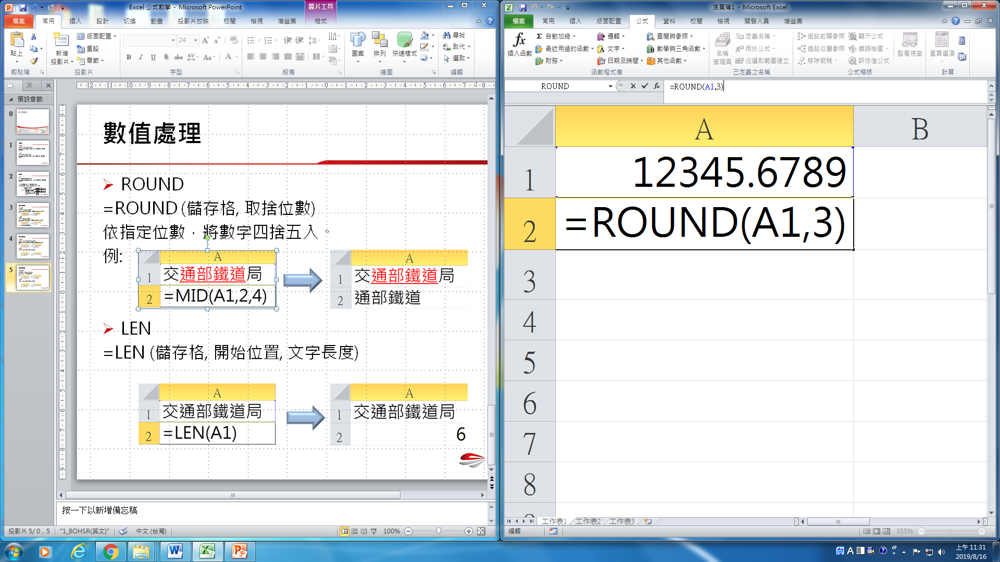 Excel 公式教學 - Microsoft PowerPoint
圖片工具
檔案 常用 插入 設計 切換 動畫 投影片放映 校閱 檢視 增益集 格式
貼上
剪貼簿
新增
投影片
版面配置
重設
章節
投影片
24
B I U S abc AV Aa A
字型
段落
圖案 排列 快速樣式
繪圖
尋找
取代
選取
編輯
預設章節
0
1
2
3
4
5
數值處理
ROUND
=ROUND (儲存格, 取捨位數)
依指定位數，將數字四捨五入。
例:
A
1 交通部鐵道局
2 =MID(A1,2,4)
A
1 交通部鐵道局
2 通部鐵道
LEN
=LEN (儲存格, 開始位置, 文字長度)
A
1 交通部鐵道局
2 =LEN(A1)
A
1 交通部鐵道局
2 6
按一下以新增備忘稿
投影片 5/ 0 .. 5 "1_BOHSR(英文)" 中文 (台灣) 100%
活頁簿1 - Microsoft Excel
檔案 常用 插入 版面配置 公式 資料 校閱 檢視 開發人員 增益集
插入函數
Σ 自動加總
最近用過的函數
財務
邏輯
文字
日期及時間
查閱與參照
數學與三角函數
其他函數
函數程式庫
名稱
管理員
定義名稱
用於公式
從選取範圍建立
已定義之名稱
追蹤前導參照
追蹤從屬參照
移除箭號
顯示公式
錯誤檢查
評估值公式
公式稽核
監看視窗
重算選項
計算
ROUND
fx
=ROUND(A1,3)
A B
1 12345.6789
2 =ROUND(A1,3)
3
4
5
6
7
8
工作表1 工作表2 工作表3
編輯 355%
上午 11:31
2019/8/16